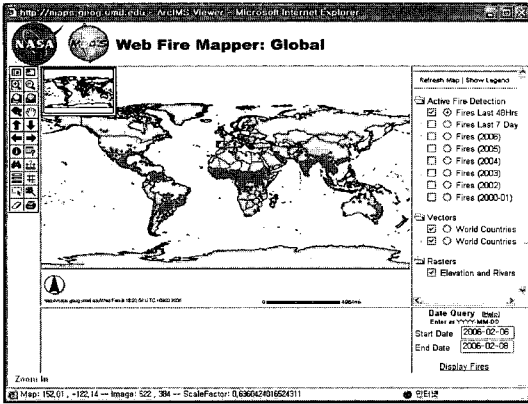 http://maps.geog.umd.edu - ArcIMS Viewer - Microsoft Internet Explorer
NASA
Web Fire Mapper: Global
Refresh Map | Show Legend
Active Fire Detection
Fires Last 48Hrs
Fires Last 7 Day
Fires (2006)
Fires (2005)
Fires (2004)
Fires (2003)
Fires (2002)
Fires (2000-01)
Vectors
World Countries
World Countries
Rasters
Elevation and Rivers
Date Query (Help)
Enter as YYYY-MM-DD
Start Date 2006-02-06
End Date 2006-02-08
Display Fires
Zoom In
Map: 152,01 , -122,14 -- Image: 522 , 384 -- ScaleFactor: 0,6360424016524311
인터넷